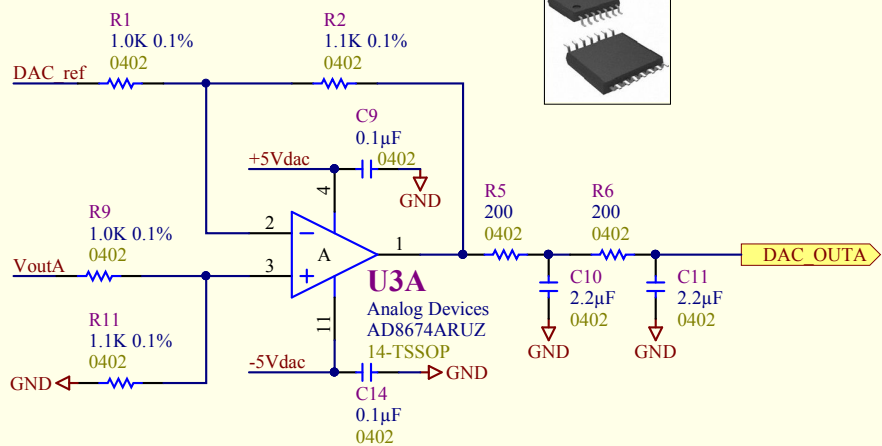 R1
1.0K 0.1%
0402
R2
1.1K 0.1%
0402
DAC_ref
C9
0.1µF
0402
+5Vdac
GND
4
R9
1.0K 0.1%
0402
2
A
1
R5
200
0402
R6
200
0402
DAC_OUTA
VoutA
3
U3A
Analog Devices
AD8674ARUZ
14-TSSOP
C10
2.2µF
0402
C11
2.2µF
0402
R11
1.1K 0.1%
0402
11
GND
GND
GND
-5Vdac
GND
C14
0.1µF
0402